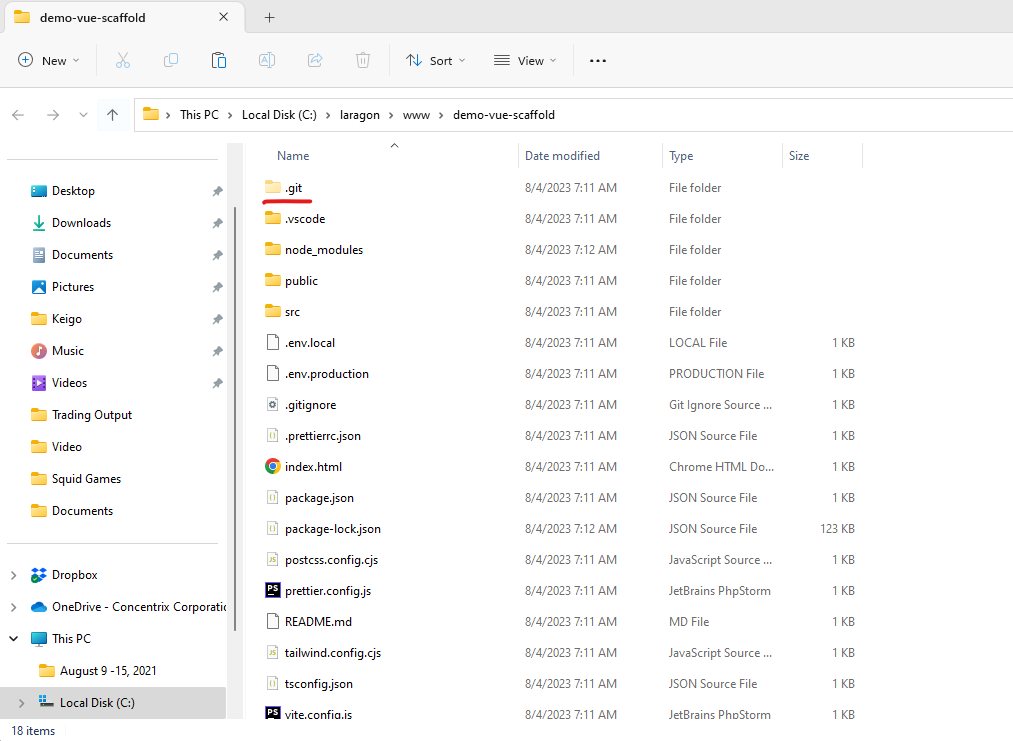 demo-vue-scaffold
New
Sort
View
This PC
Local Disk (C:)
laragon
www
demo-vue-scaffold
Name Date modified Type Size
Desktop
Downloads
Documents
Pictures
Keigo
Music
Videos
Trading Output
Video
Squid Games
Documents
Dropbox
OneDrive - Concentrix Corporatio
This PC
August 9 -15, 2021
Local Disk (C:)
.git 8/4/2023 7:11 AM File folder
.vscode 8/4/2023 7:11 AM File folder
node_modules 8/4/2023 7:12 AM File folder
public 8/4/2023 7:11 AM File folder
src 8/4/2023 7:11 AM File folder
.env.local 8/4/2023 7:11 AM LOCAL File 1 KB
.env.production 8/4/2023 7:11 AM PRODUCTION File 1 KB
.gitignore 8/4/2023 7:11 AM Git Ignore Source ... 1 KB
.prettierrc.json 8/4/2023 7:11 AM JSON Source File 1 KB
index.html 8/4/2023 7:11 AM Chrome HTML Do... 1 KB
package.json 8/4/2023 7:11 AM JSON Source File 1 KB
package-lock.json 8/4/2023 7:12 AM JSON Source File 123 KB
postcss.config.cjs 8/4/2023 7:11 AM JavaScript Source ... 1 KB
prettier.config.js 8/4/2023 7:11 AM JetBrains PhpStorm 1 KB
README.md 8/4/2023 7:11 AM MD File 1 KB
tailwind.config.cjs 8/4/2023 7:11 AM JavaScript Source ... 1 KB
tsconfig.json 8/4/2023 7:11 AM JSON Source File 1 KB
vite.config.js 8/4/2023 7:11 AM JetBrains PhpStorm 1 KB
18 items